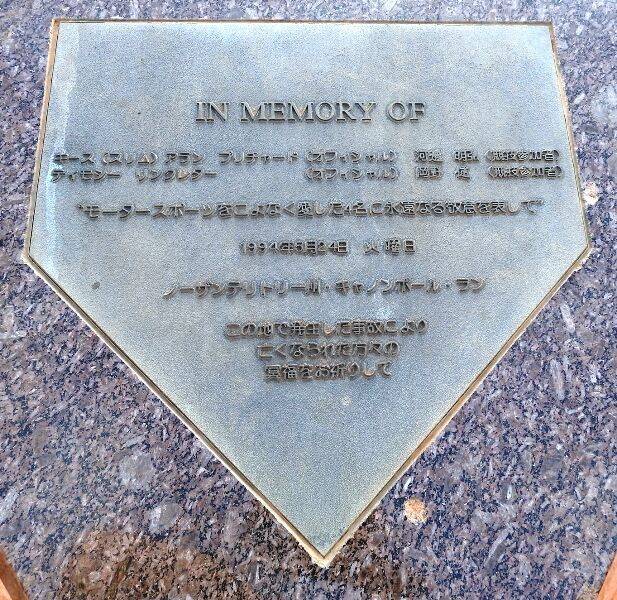 IN MEMORY OF
キース (スリム) アラン プリチャード (オフィシャル) 河邊 明弘 (競技参加者)
ティモシー リンクレター (オフィシャル) 岡野 (競技参加者)
"モータースポーツをこよなく愛した4名に永遠なる敬意を表して"
1994年5月24日 火曜日
ノーザンテリトリー州・キャノンボール・ラン
この地で発生した事故により
亡くなられた方々の
冥福をお祈りして